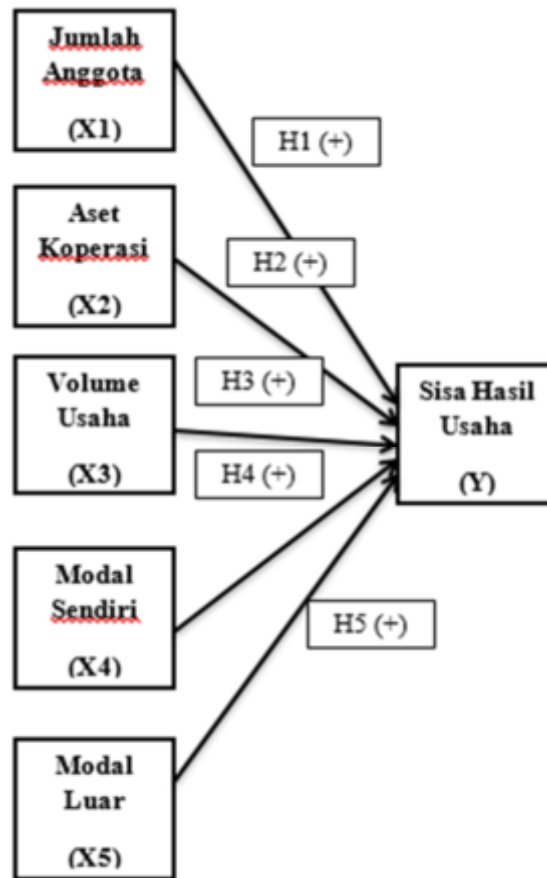 Jumlah
Anggota
(X1)
H1 (+)
Aset
Koperasi
(X2)
H2 (+)
Volume
Usaha
(X3)
H3 (+)
Sisa Hasil
Usaha
(Y)
H4 (+)
Modal
Sendiri
(X4)
H5 (+)
Modal
Luar
(X5)